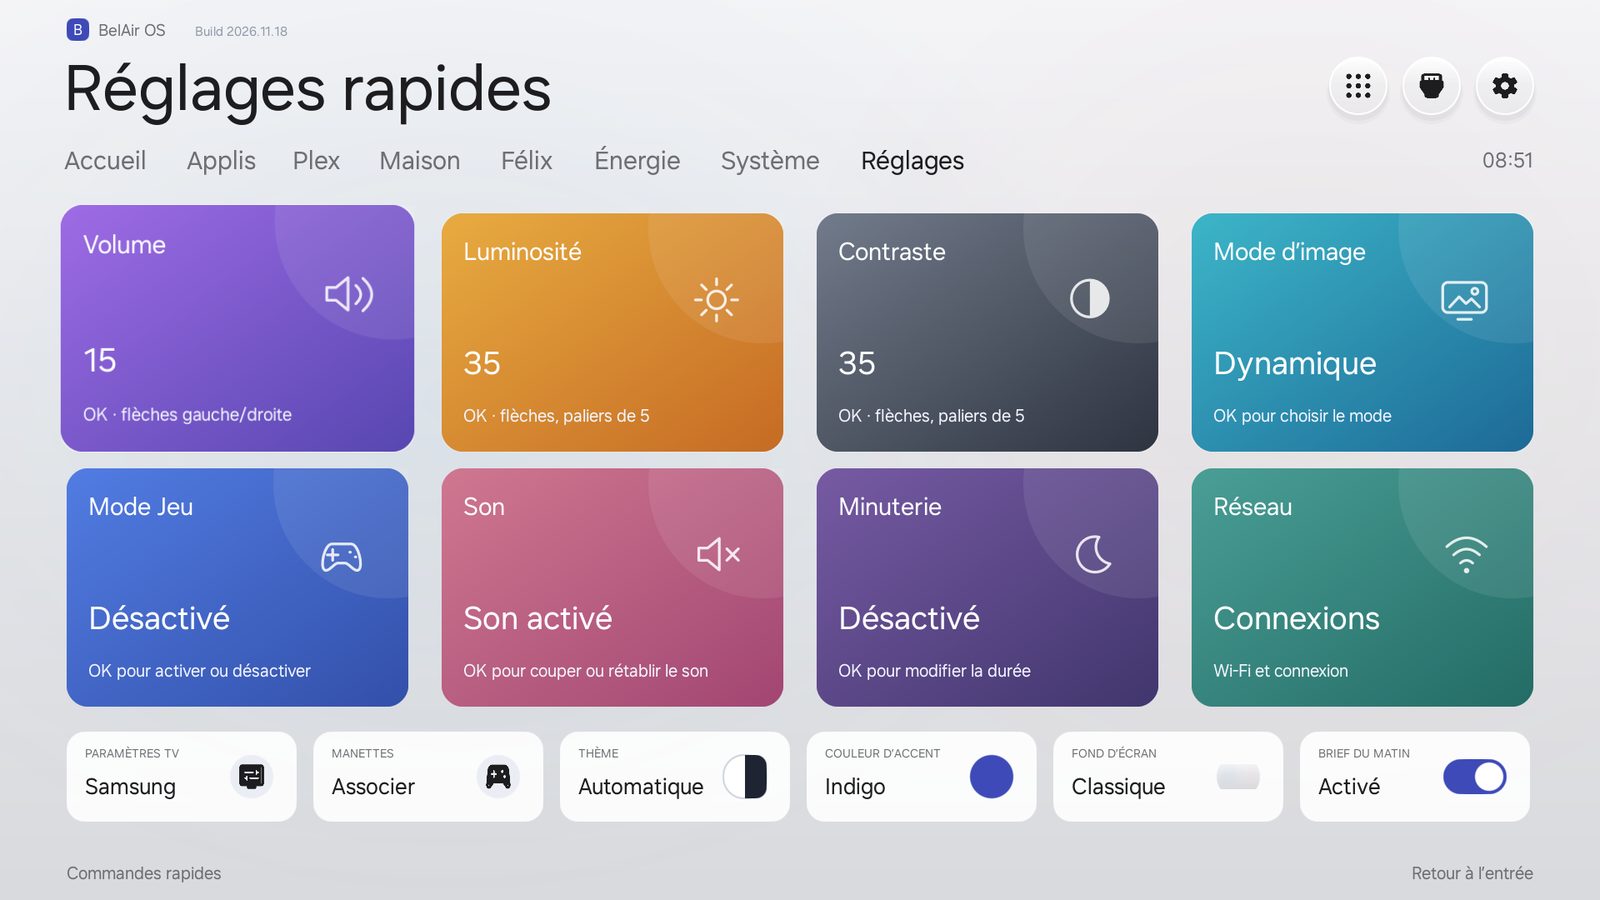 B BelAir OS Build 2026.11.18
Réglages rapides
Accueil Applis Plex Maison Félix Énergie Système Réglages 08:51
Volume
15
OK · flèches gauche/droite
Luminosité
35
OK · flèches, paliers de 5
Contraste
35
OK · flèches, paliers de 5
Mode d’image
Dynamique
OK pour choisir le mode
Mode Jeu
Désactivé
OK pour activer ou désactiver
Son
Son activé
OK pour couper ou rétablir le son
Minuterie
Désactivé
OK pour modifier la durée
Réseau
Connexions
Wi-Fi et connexion
PARAMÈTRES TV
Samsung
MANETTES
Associer
THÈME
Automatique
COULEUR D’ACCENT
Indigo
FOND D’ÉCRAN
Classique
BRIEF DU MATIN
Activé
Commandes rapides
Retour à l’entrée